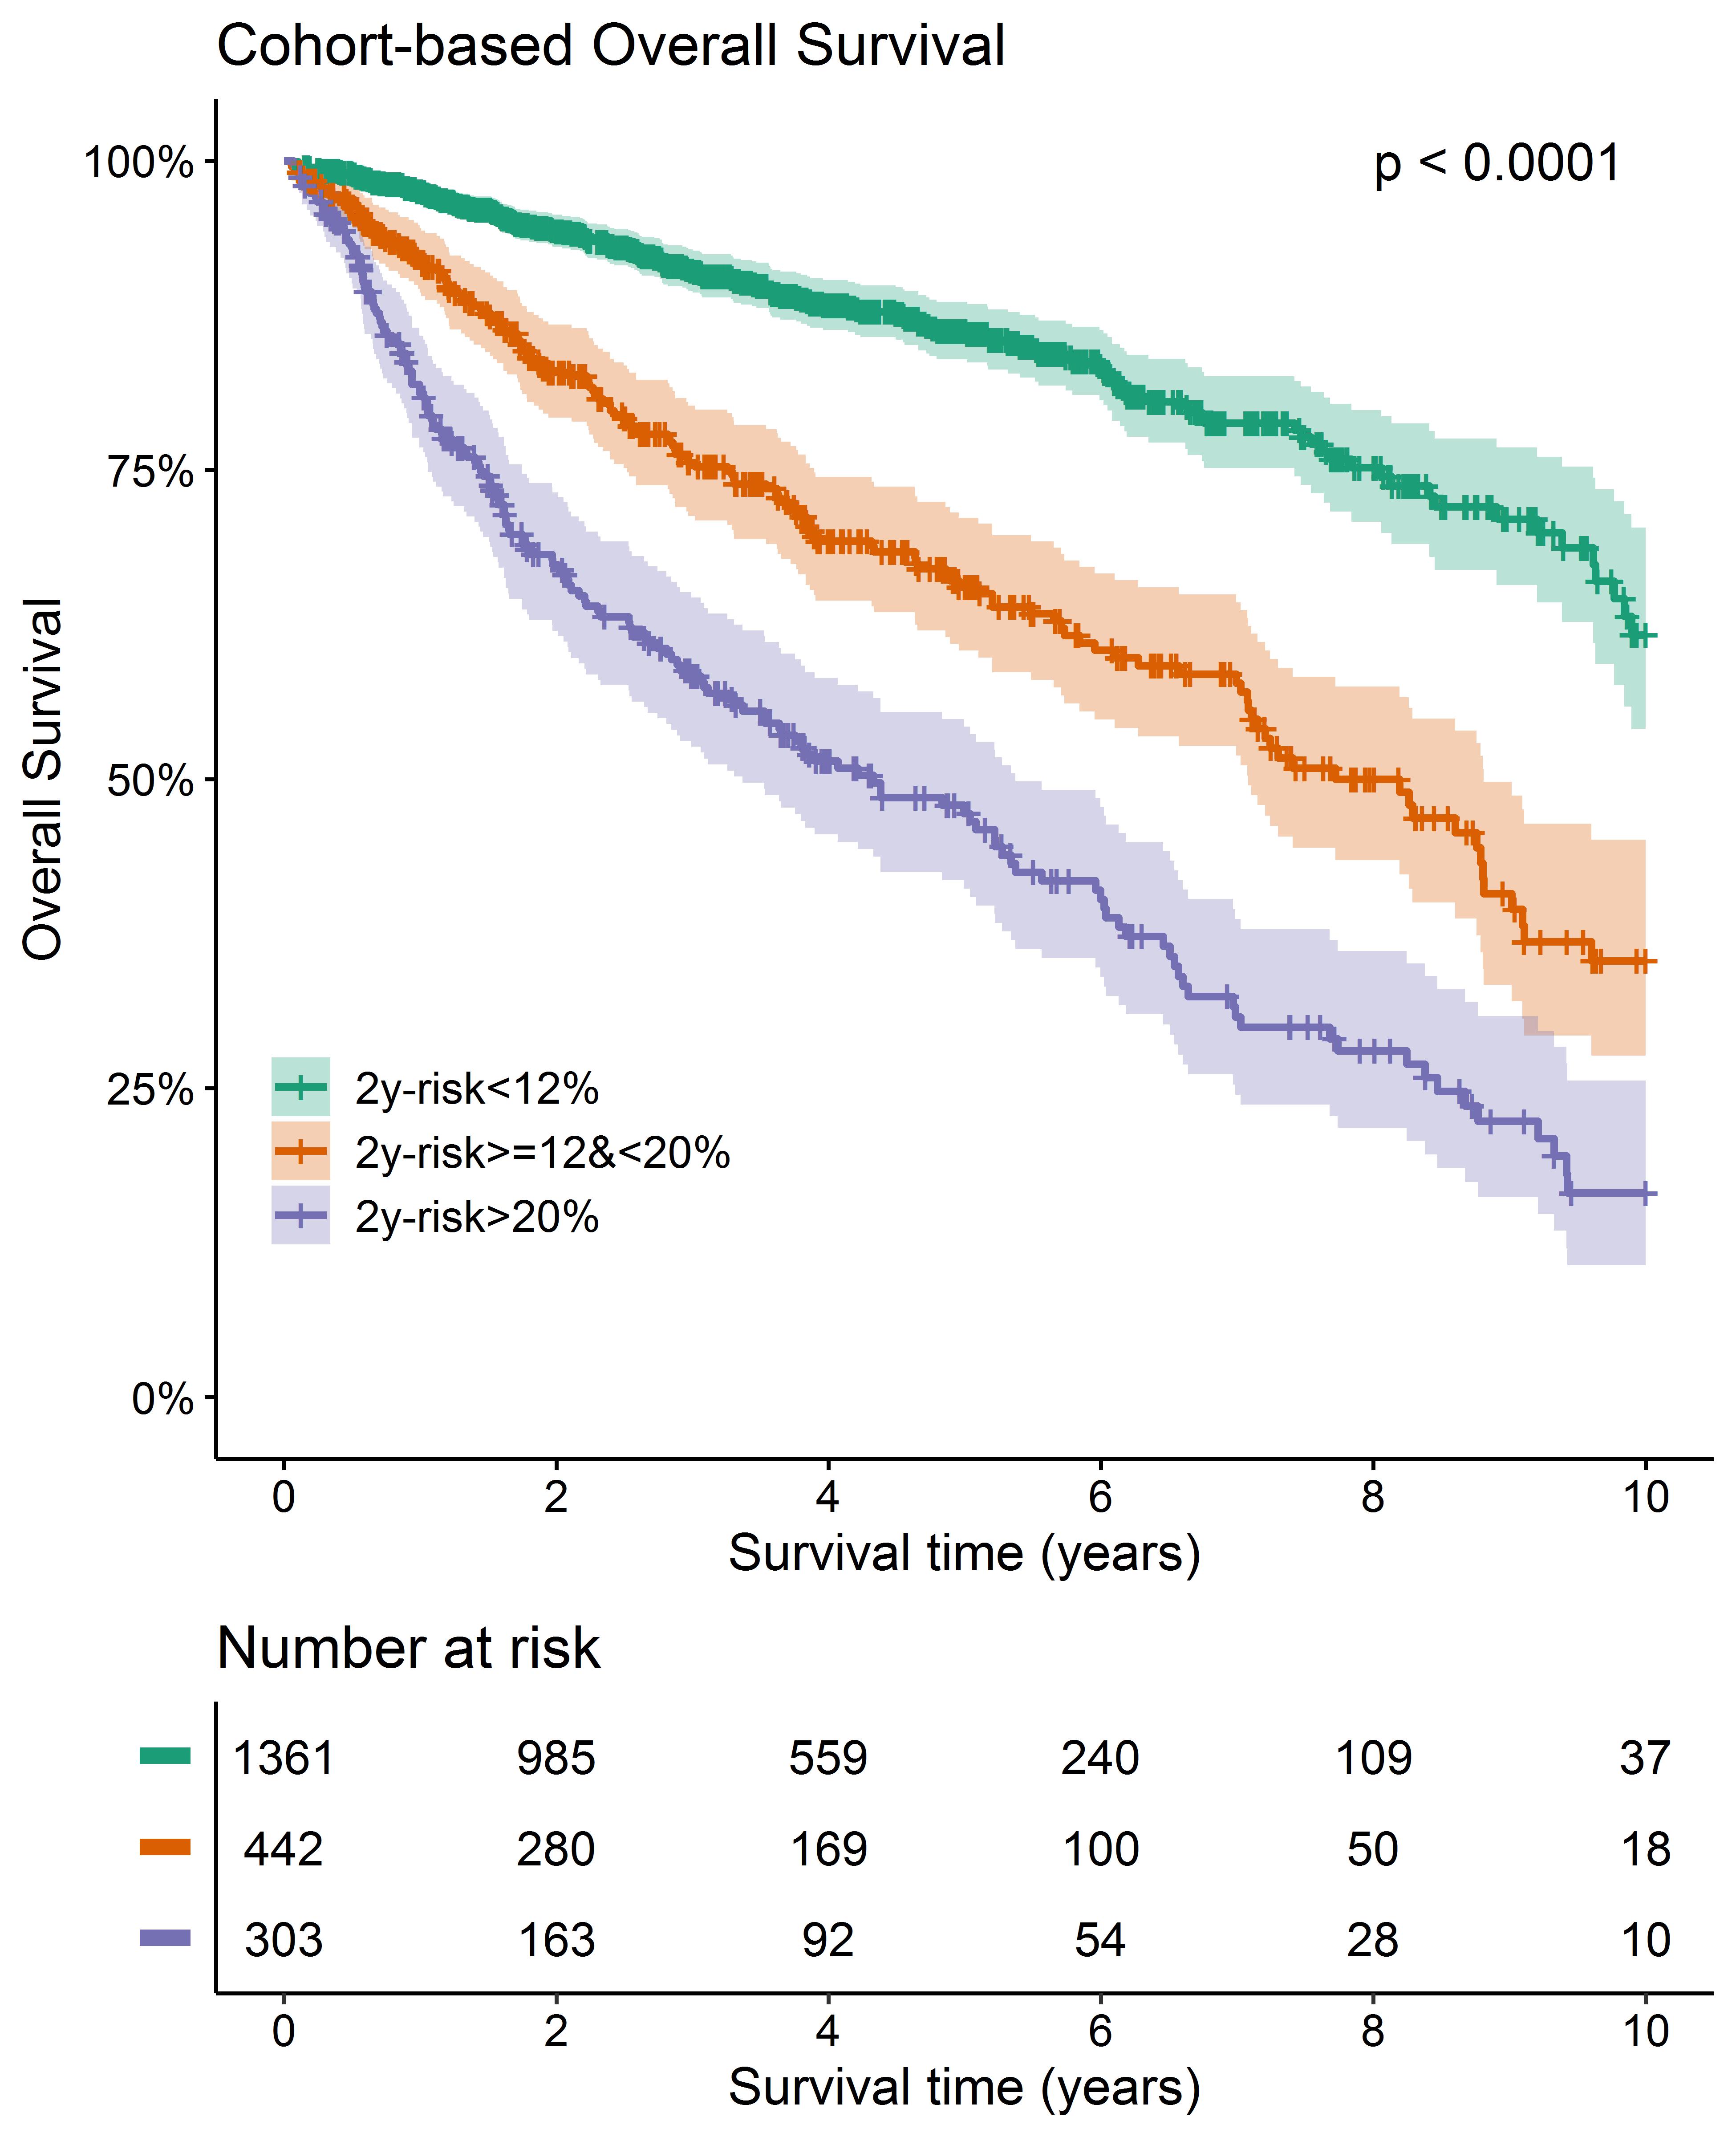 Cohort-based Overall Survival
p < 0.0001
100%
75%
50%
25%
0%
Overall Survival
2y-risk<12%
2y-risk>=12&<20%
2y-risk>20%
0 2 4 6 8 10
Survival time (years)
Number at risk
1361 985 559 240 109 37
442 280 169 100 50 18
303 163 92 54 28 10
0 2 4 6 8 10
Survival time (years)